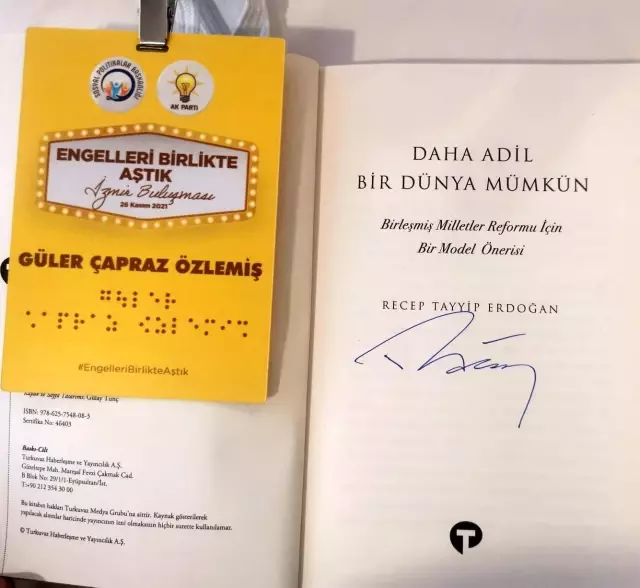 SOSYAL POLİTİKALAR BAŞKANLIĞI
AK PARTİ
ENGELLERİ BİRLİKTE
AŞTIK
İzmir Buluşması
26 Kasım 2021
GÜLER ÇAPRAZ ÖZLEMİŞ
#EngelleriBirlikteAştık
Kapak ve Sayfa Tasarımı: Gülay Tunç
ISBN: 978-625-7548-08-3
Sertifika No: 46403
Baskı-Cilt
Turkuvaz Haberleşme ve Yayıncılık A.Ş.
Güzeltepe Mah. Mareşal Fevzi Çakmak Cad.
B Blok No: 29/1/1-Eyüpsultan/İst.
T:+90 212 354 30 00
Bu kitabın hakları Turkuvaz Medya Grubu'na aittir. Kaynak gösterilerek
yapılacak alıntılar haricinde yayıncının izni olmaksızın hiçbir surette kullanılamaz.
© Turkuvaz Haberleşme ve Yayıncılık A.Ş.
DAHA ADİL
BİR DÜNYA MÜMKÜN
Birleşmiş Milletler Reformu İçin
Bir Model Önerisi
RECEP TAYYİP ERDOĞAN
T